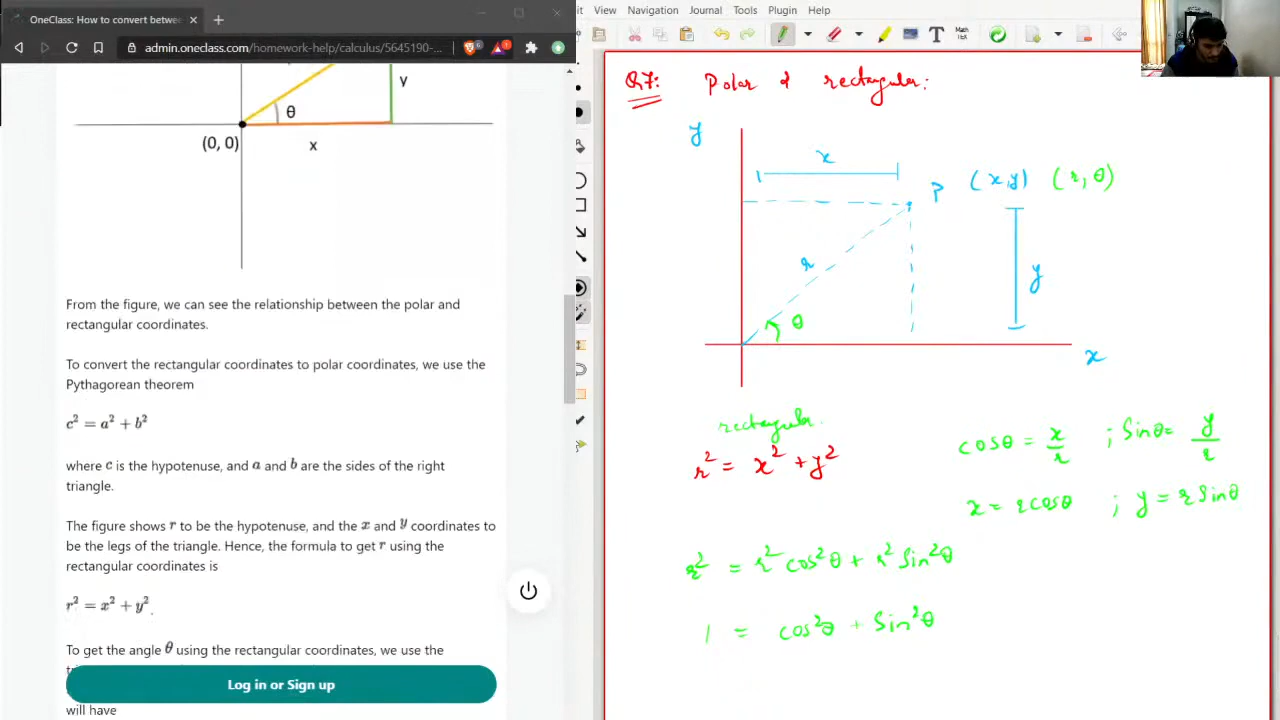 OneClass: How to convert betwe
admin.oneclass.com/homework-help/calculus/5645190-
y
θ
(0, 0)
x
From the figure, we can see the relationship between the polar and
rectangular coordinates.
To convert the rectangular coordinates to polar coordinates, we use the
Pythagorean theorem
c² = a² + b²
where c is the hypotenuse, and a and b are the sides of the right
triangle.
The figure shows r to be the hypotenuse, and the x and y coordinates to
be the legs of the triangle. Hence, the formula to get r using the
rectangular coordinates is
r² = x² + y².
To get the angle θ using the rectangular coordinates, we use the
Log in or Sign up
will have
View Navigation Journal Tools Plugin Help
Q7: Polar & rectangular:
y
x
P (x,y) (r, θ)
r
y
θ
x
rectangular.
r² = x² + y²
cosθ = x/r ; Sinθ = y/r
x = r cosθ ; y = r Sinθ
r² = r² cos²θ + r² Sin²θ
1 = cos²θ + Sin²θ